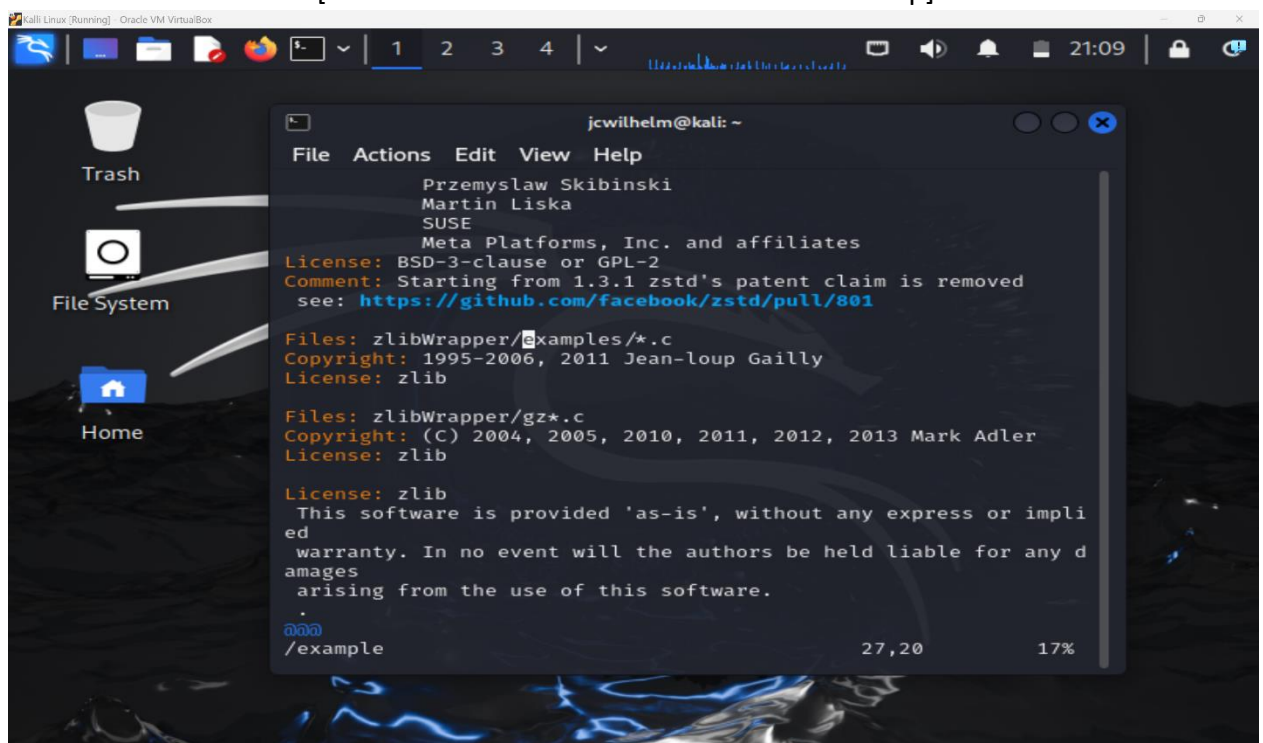 Kalli Linux [Running] - Oracle VM VirtualBox
1 2 3 4
21:09
jcwilhelm@kali: ~
File Actions Edit View Help
Trash
File System
Home
Przemyslaw Skibinski
Martin Liska
SUSE
Meta Platforms, Inc. and affiliates
License: BSD-3-clause or GPL-2
Comment: Starting from 1.3.1 zstd's patent claim is removed
see: https://github.com/facebook/zstd/pull/801
Files: zlibWrapper/examples/*.c
Copyright: 1995-2006, 2011 Jean-loup Gailly
License: zlib
Files: zlibWrapper/gz*.c
Copyright: (C) 2004, 2005, 2010, 2011, 2012, 2013 Mark Adler
License: zlib
License: zlib
This software is provided 'as-is', without any express or impli
ed
warranty. In no event will the authors be held liable for any d
amages
arising from the use of this software.
.
@@@
/example 27,20 17%